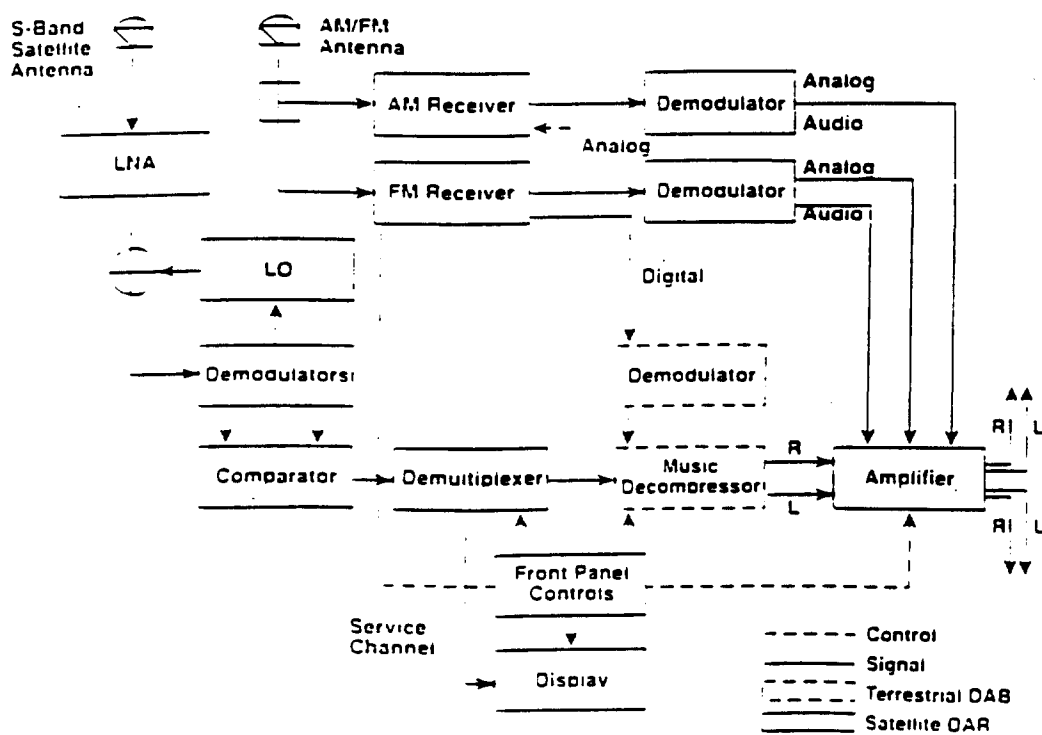 S-Band
Satellite
Antenna
AM/FM
Antenna
AM Receiver
Demodulator
Analog
Audio
Analog
LNA
FM Receiver
Demodulator
Analog
Audio
LO
Digital
Demodulators
Demodulator
Comparator
Demultiplexer
Music
Decompressor
R
L
Amplifier
R
L
R
L
Front Panel
Controls
Service
Channel
Display
Control
Signal
Terrestrial DAB
Satellite DAR